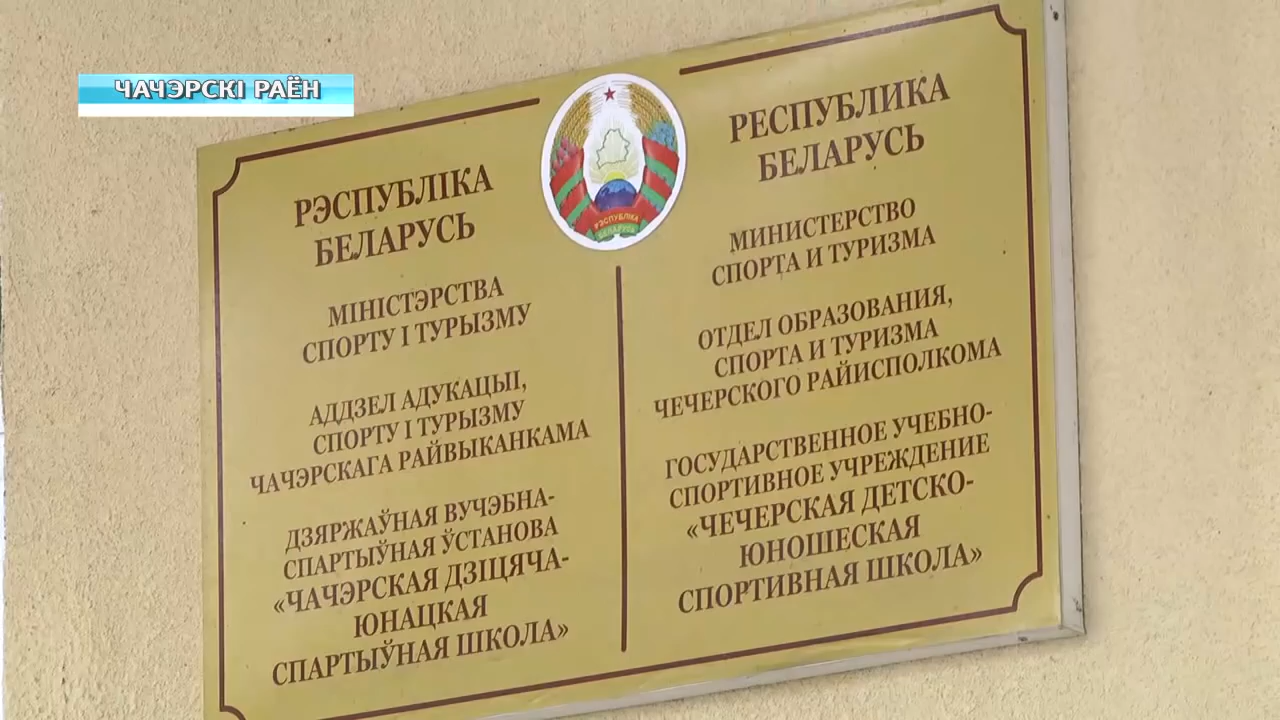 ЧАЧЭРСКІ РАЁН
РЭСПУБЛІКА
БЕЛАРУСЬ
МІНІСТЭРСТВА
СПОРТУ І ТУРЫЗМУ
АДДЗЕЛ АДУКАЦЫІ,
СПОРТУ І ТУРЫЗМУ
ЧАЧЭРСКАГА РАЙВЫКАНКАМА
ДЗЯРЖАЎНАЯ ВУЧЭБНА-
СПАРТЫЎНАЯ ЎСТАНОВА
«ЧАЧЭРСКАЯ ДЗІЦЯЧА-
ЮНАЦКАЯ
СПАРТЫЎНАЯ ШКОЛА»
РЭСПУБЛІКА
БЕЛАРУСЬ
РЕСПУБЛИКА
БЕЛАРУСЬ
МИНИСТЕРСТВО
СПОРТА И ТУРИЗМА
ОТДЕЛ ОБРАЗОВАНИЯ,
СПОРТА И ТУРИЗМА
ЧЕЧЕРСКОГО РАЙИСПОЛКОМА
ГОСУДАРСТВЕННОЕ УЧЕБНО-
СПОРТИВНОЕ УЧРЕЖДЕНИЕ
«ЧЕЧЕРСКАЯ ДЕТСКО-
ЮНОШЕСКАЯ
СПОРТИВНАЯ ШКОЛА»